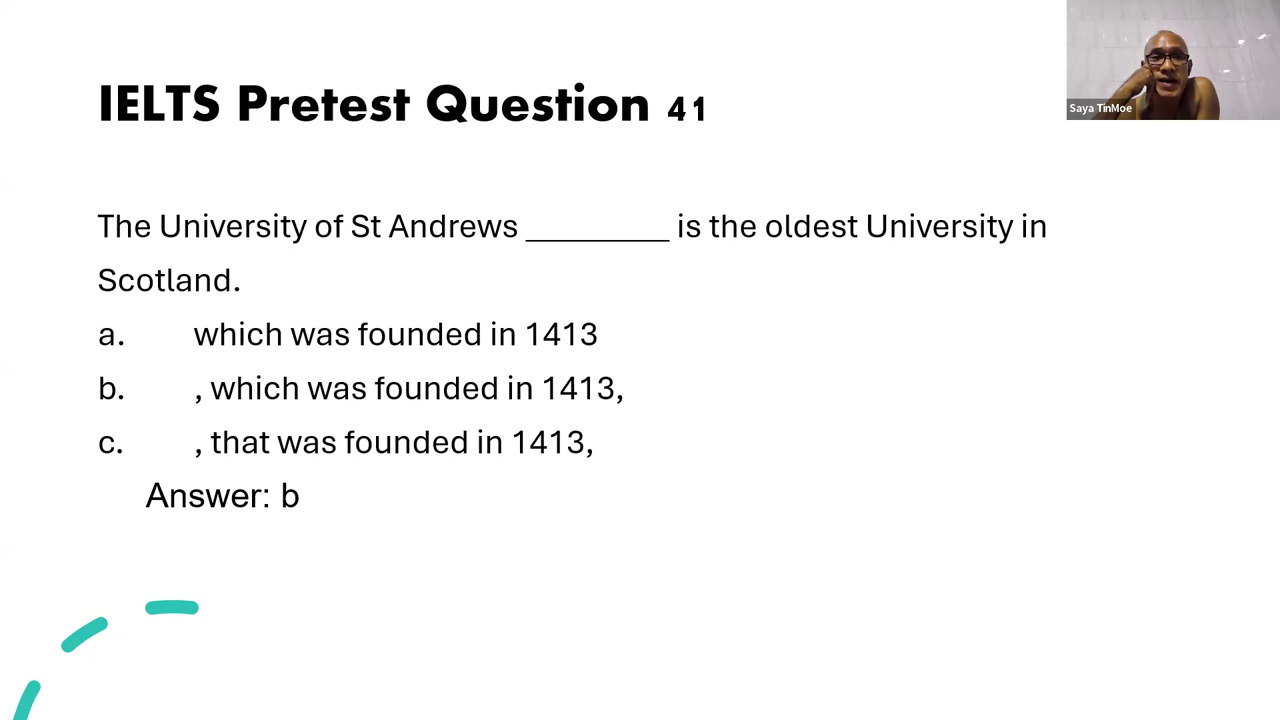 IELTS Pretest Question 41
Saya TinMoe
The University of St Andrews _________ is the oldest University in
Scotland.
a. which was founded in 1413
b. , which was founded in 1413,
c. , that was founded in 1413,
Answer: b